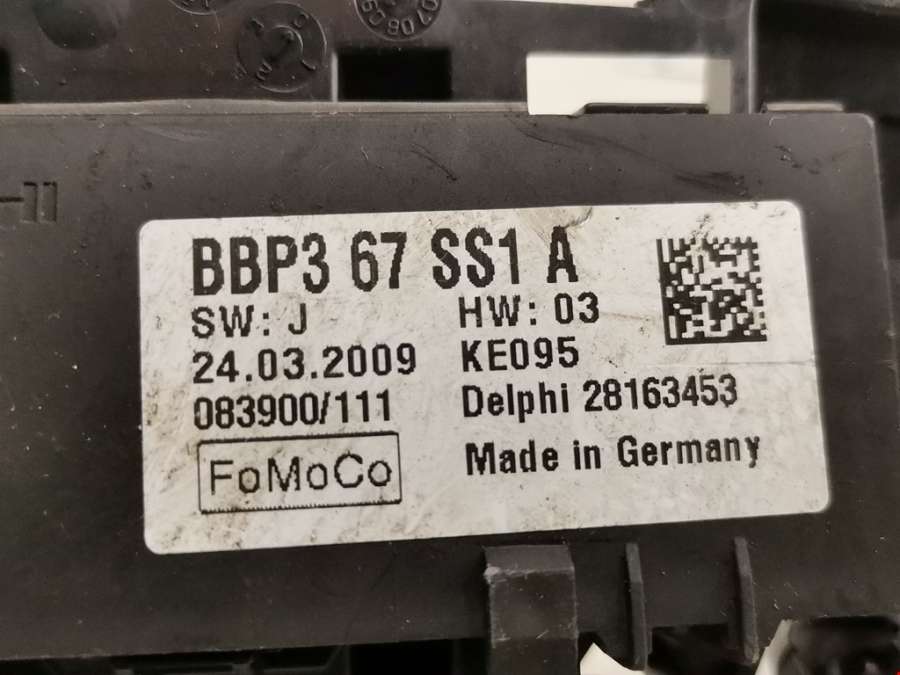 BBP3 67 SS1 A
SW: J HW: 03
24.03.2009 KE095
083900/111 Delphi 28163453
FoMoCo Made in Germany